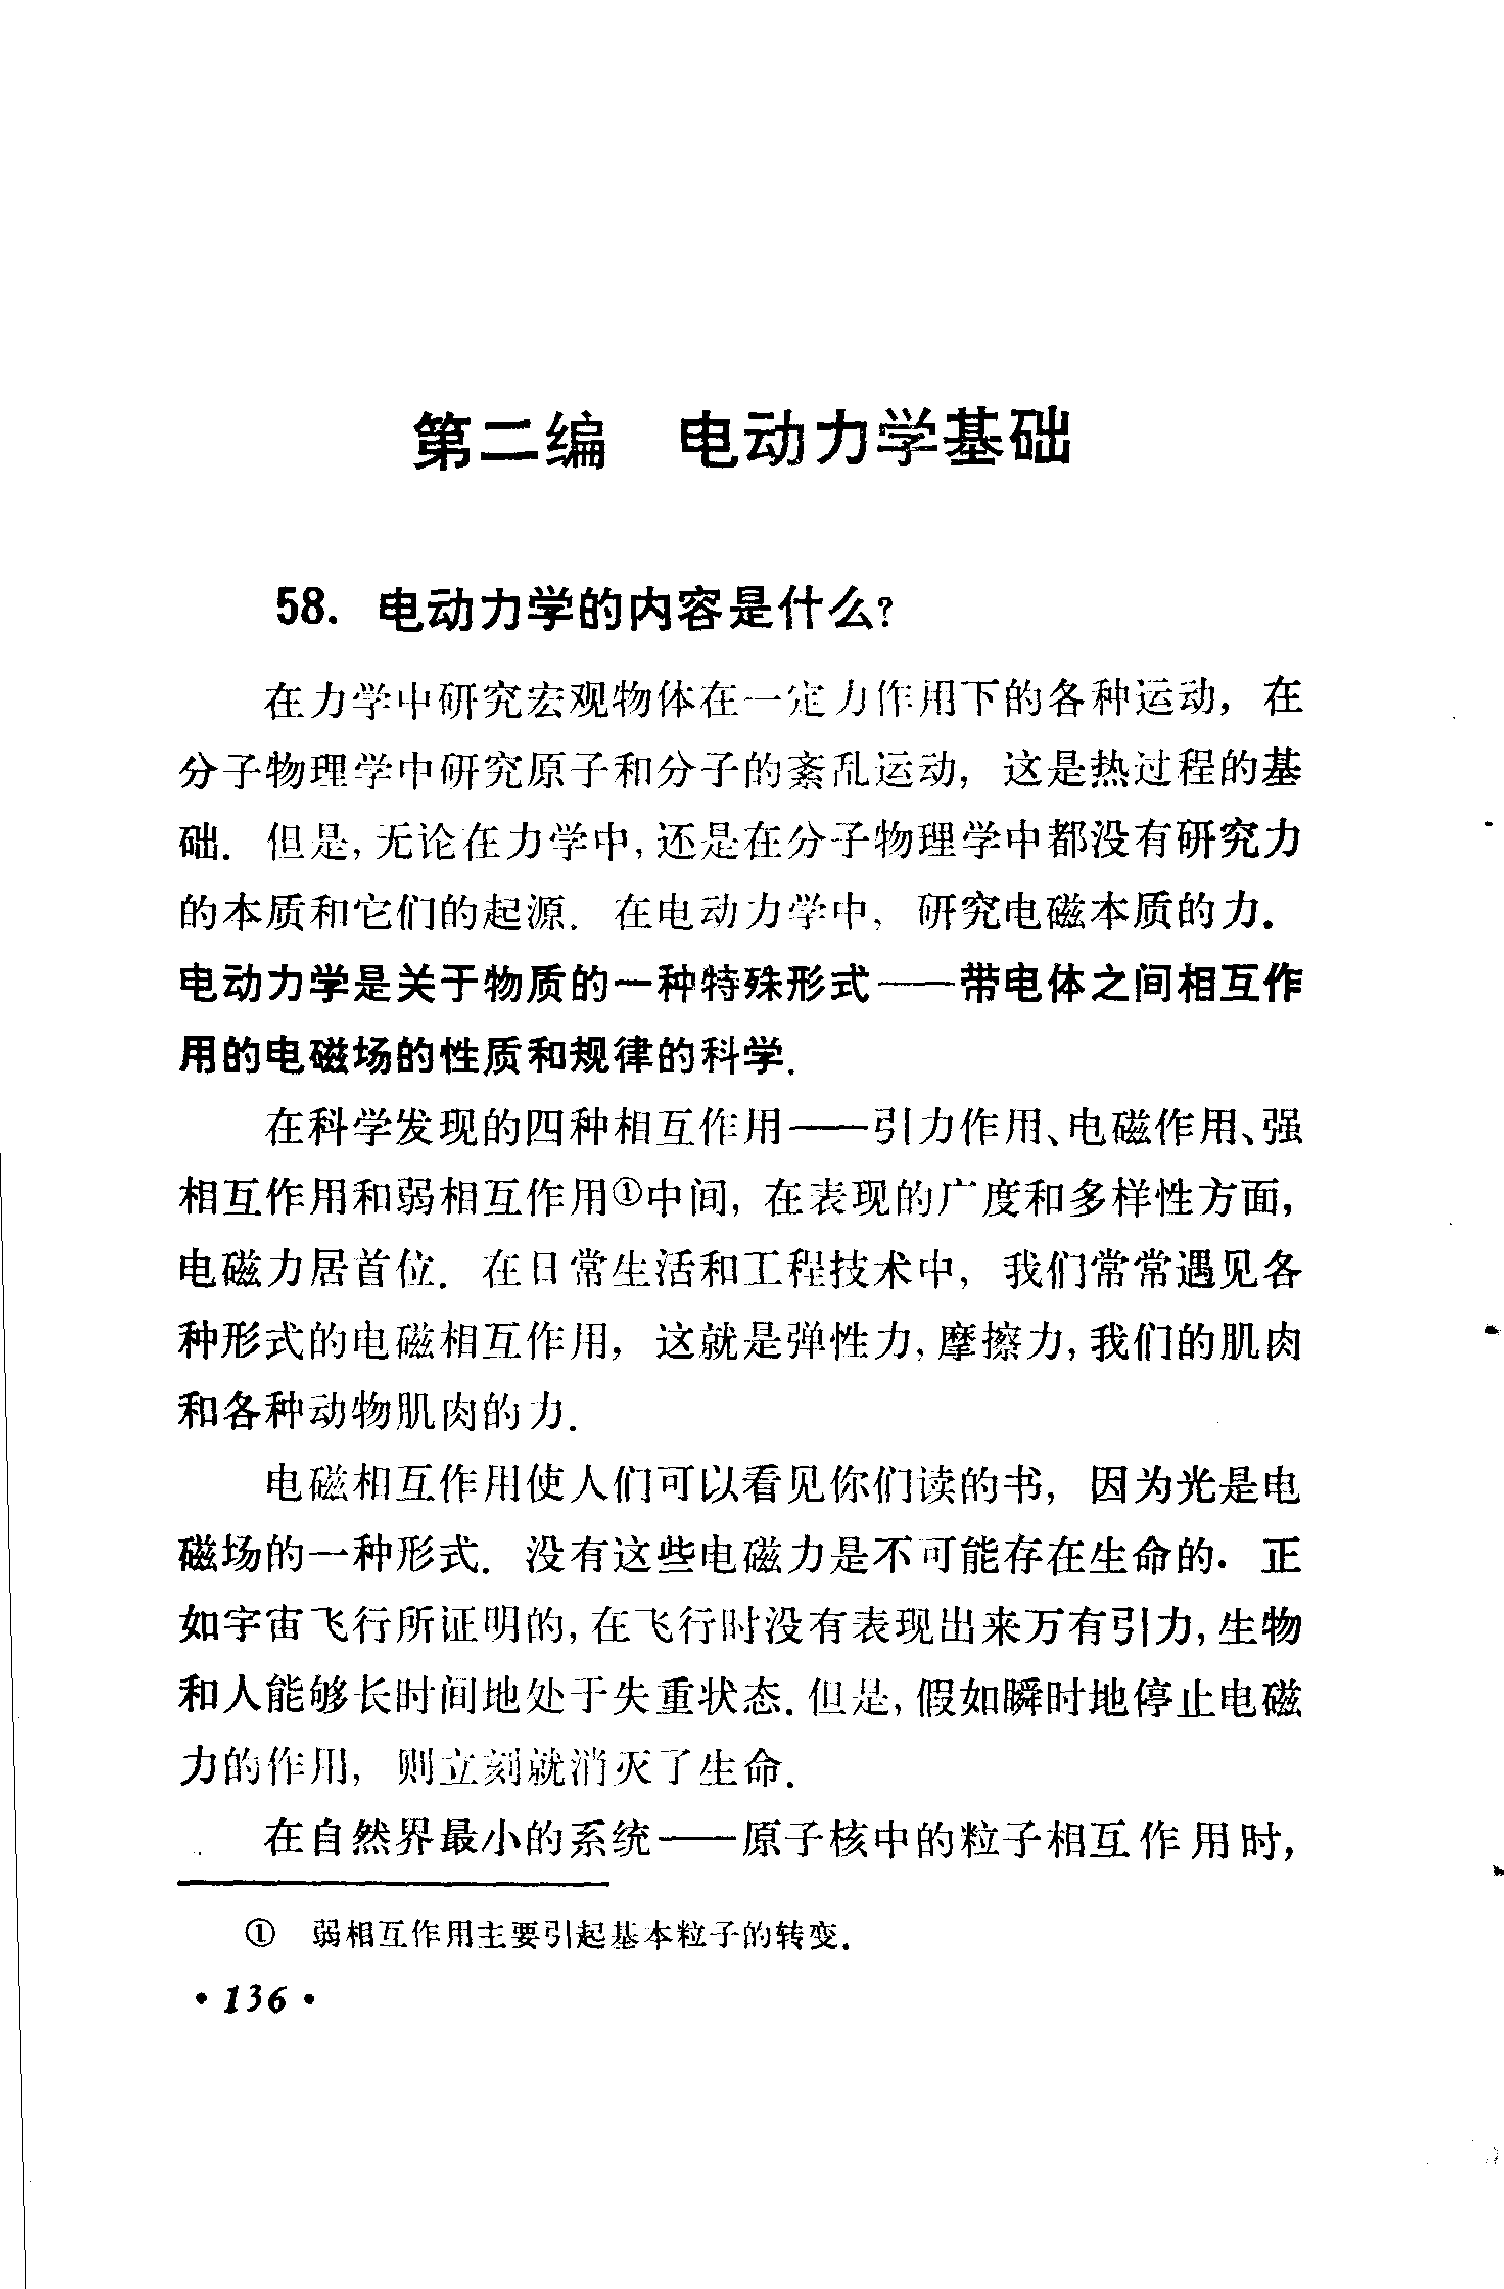 第二编 电动力学基础
58. 电动力学的内容是什么?
在力学中研究宏观物体在一定力作用下的各种运动，在
分子物理学中研究原子和分子的紊乱运动，这是热过程的基
础．但是，无论在力学中，还是在分子物理学中都没有研究力
的本质和它们的起源．在电动力学中，研究电磁本质的力．
电动力学是关于物质的一种特殊形式——带电体之间相互作
用的电磁场的性质和规律的科学．
在科学发现的四种相互作用——引力作用、电磁作用、强
相互作用和弱相互作用①中间，在表现的广度和多样性方面，
电磁力居首位．在日常生活和工程技术中，我们常常遇见各
种形式的电磁相互作用，这就是弹性力，摩擦力，我们的肌肉
和各种动物肌肉的力．
电磁相互作用使人们可以看见你们读的书，因为光是电
磁场的一种形式．没有这些电磁力是不可能存在生命的．正
如宇宙飞行所证明的，在飞行时没有表现出来万有引力，生物
和人能够长时间地处于失重状态．但是，假如瞬时地停止电磁
力的作用，则立刻就消灭了生命．
在自然界最小的系统——原子核中的粒子相互作用时，
① 弱相互作用主要引起基本粒子的转变．
·136·